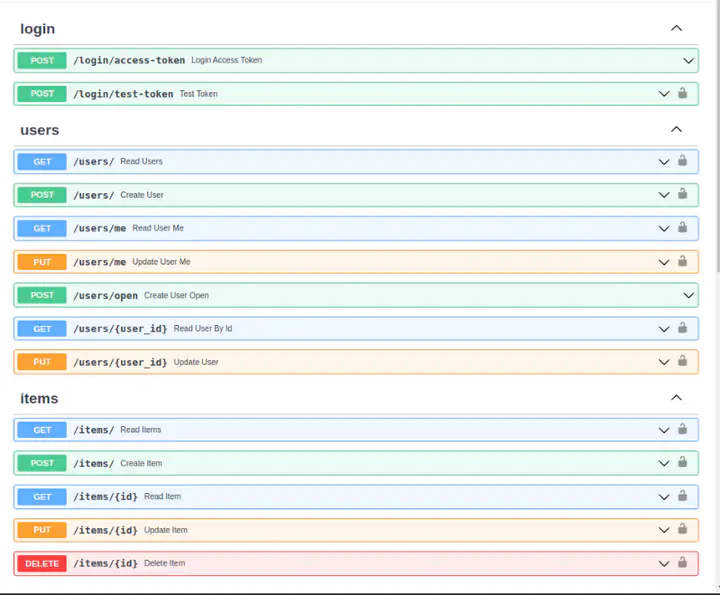 login
POST /login/access-token Login Access Token
POST /login/test-token Test Token
users
GET /users/ Read Users
POST /users/ Create User
GET /users/me Read User Me
PUT /users/me Update User Me
POST /users/open Create User Open
GET /users/{user_id} Read User By Id
PUT /users/{user_id} Update User
items
GET /items/ Read Items
POST /items/ Create Item
GET /items/{id} Read Item
PUT /items/{id} Update Item
DELETE /items/{id} Delete Item